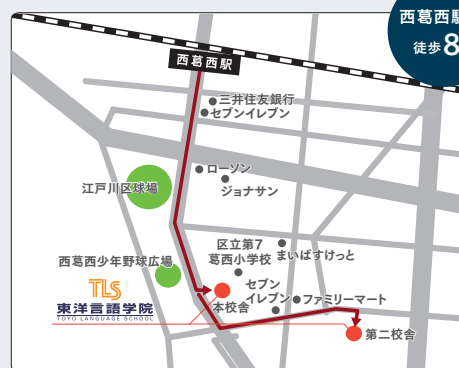 西葛西駅
徒歩8
西葛西駅
三井住友銀行
セブンイレブン
ローソン
ジョナサン
江戸川区球場
区立第7
葛西小学校
まいばすけっと
西葛西少年野球広場
セブン
イレブン
ファミリーマート
TLS
東洋言語学院
TOYO LANGUAGE SCHOOL
本校舎
第二校舎